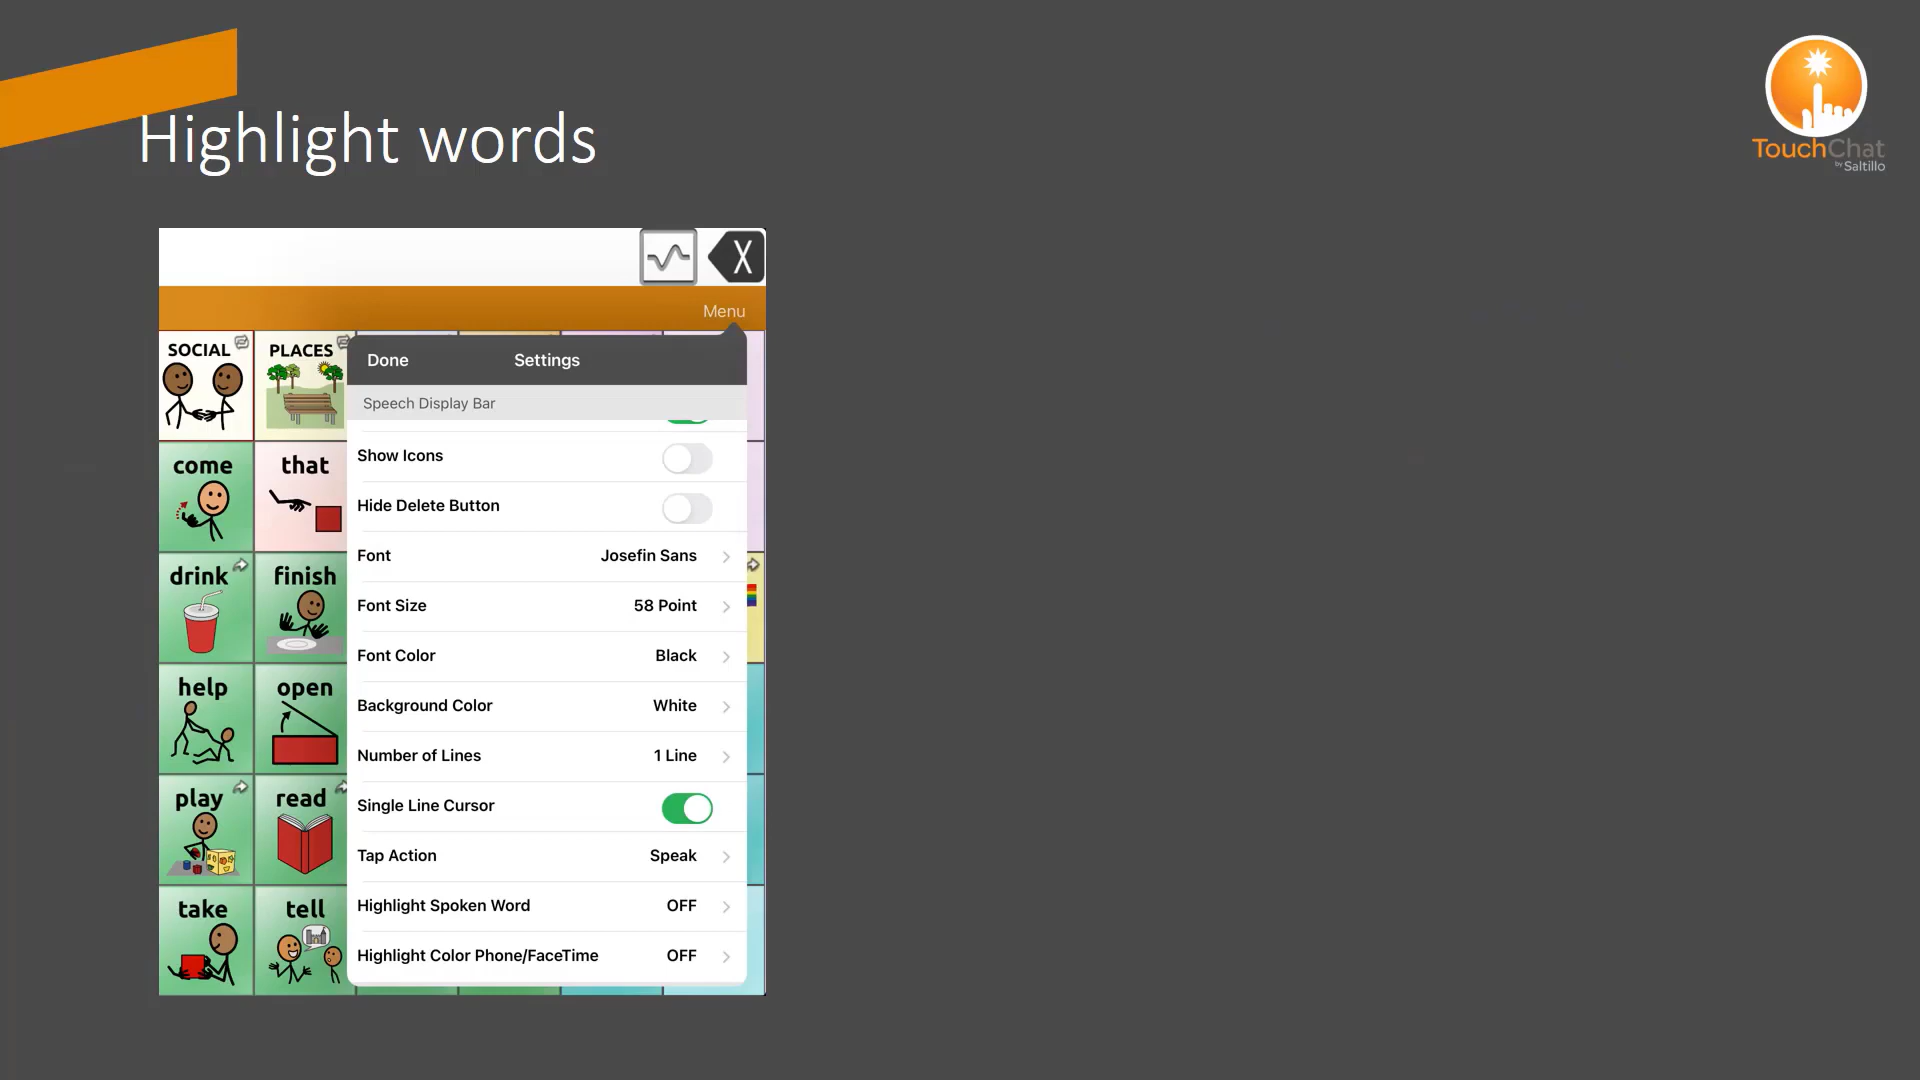 Highlight words
TouchChat
by Saltillo
X
Menu
SOCIAL
PLACES
come
that
drink
finish
help
open
play
read
take
tell
Done
Settings
Speech Display Bar
Show Icons
Hide Delete Button
Font
Josefin Sans
Font Size
58 Point
Font Color
Black
Background Color
White
Number of Lines
1 Line
Single Line Cursor
Tap Action
Speak
Highlight Spoken Word
OFF
Highlight Color Phone/FaceTime
OFF